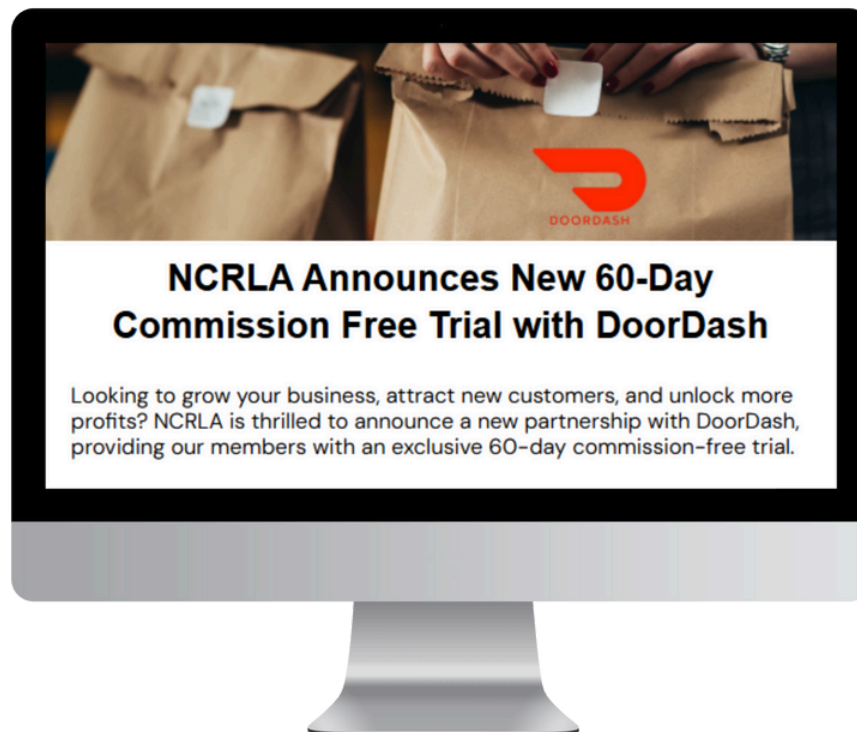 DOORDASH
NCRLA Announces New 60-Day
Commission Free Trial with DoorDash
Looking to grow your business, attract new customers, and unlock more
profits? NCRLA is thrilled to announce a new partnership with DoorDash,
providing our members with an exclusive 60-day commission-free trial.